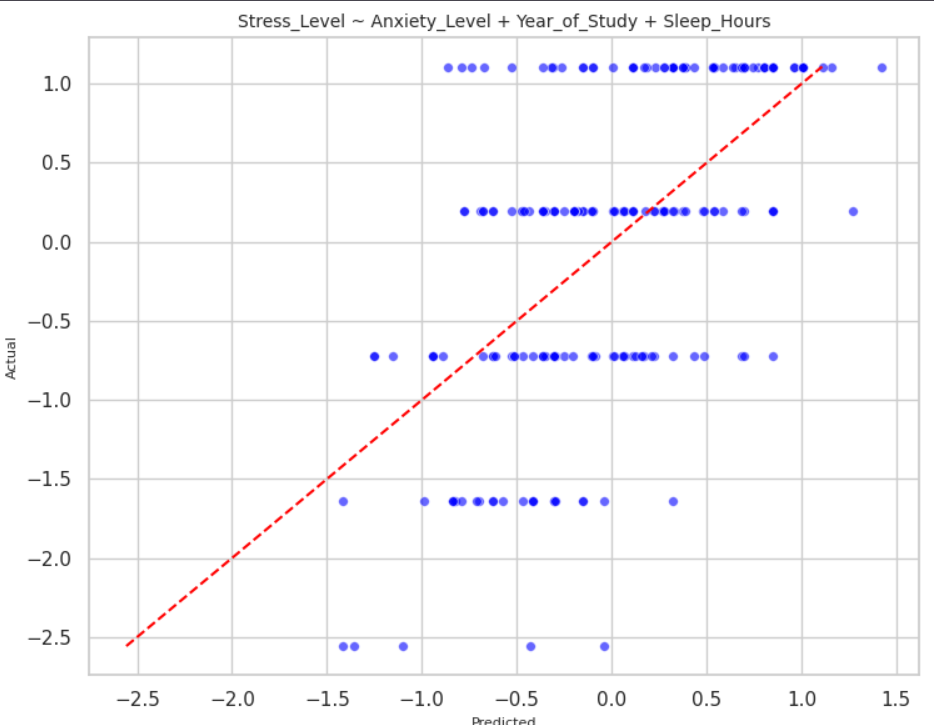 Stress_Level ~ Anxiety_Level + Year_of_Study + Sleep_Hours
1.0
0.5
0.0
−0.5
−1.0
−1.5
−2.0
−2.5
Actual
−2.5 −2.0 −1.5 −1.0 −0.5 0.0 0.5 1.0 1.5
Predicted